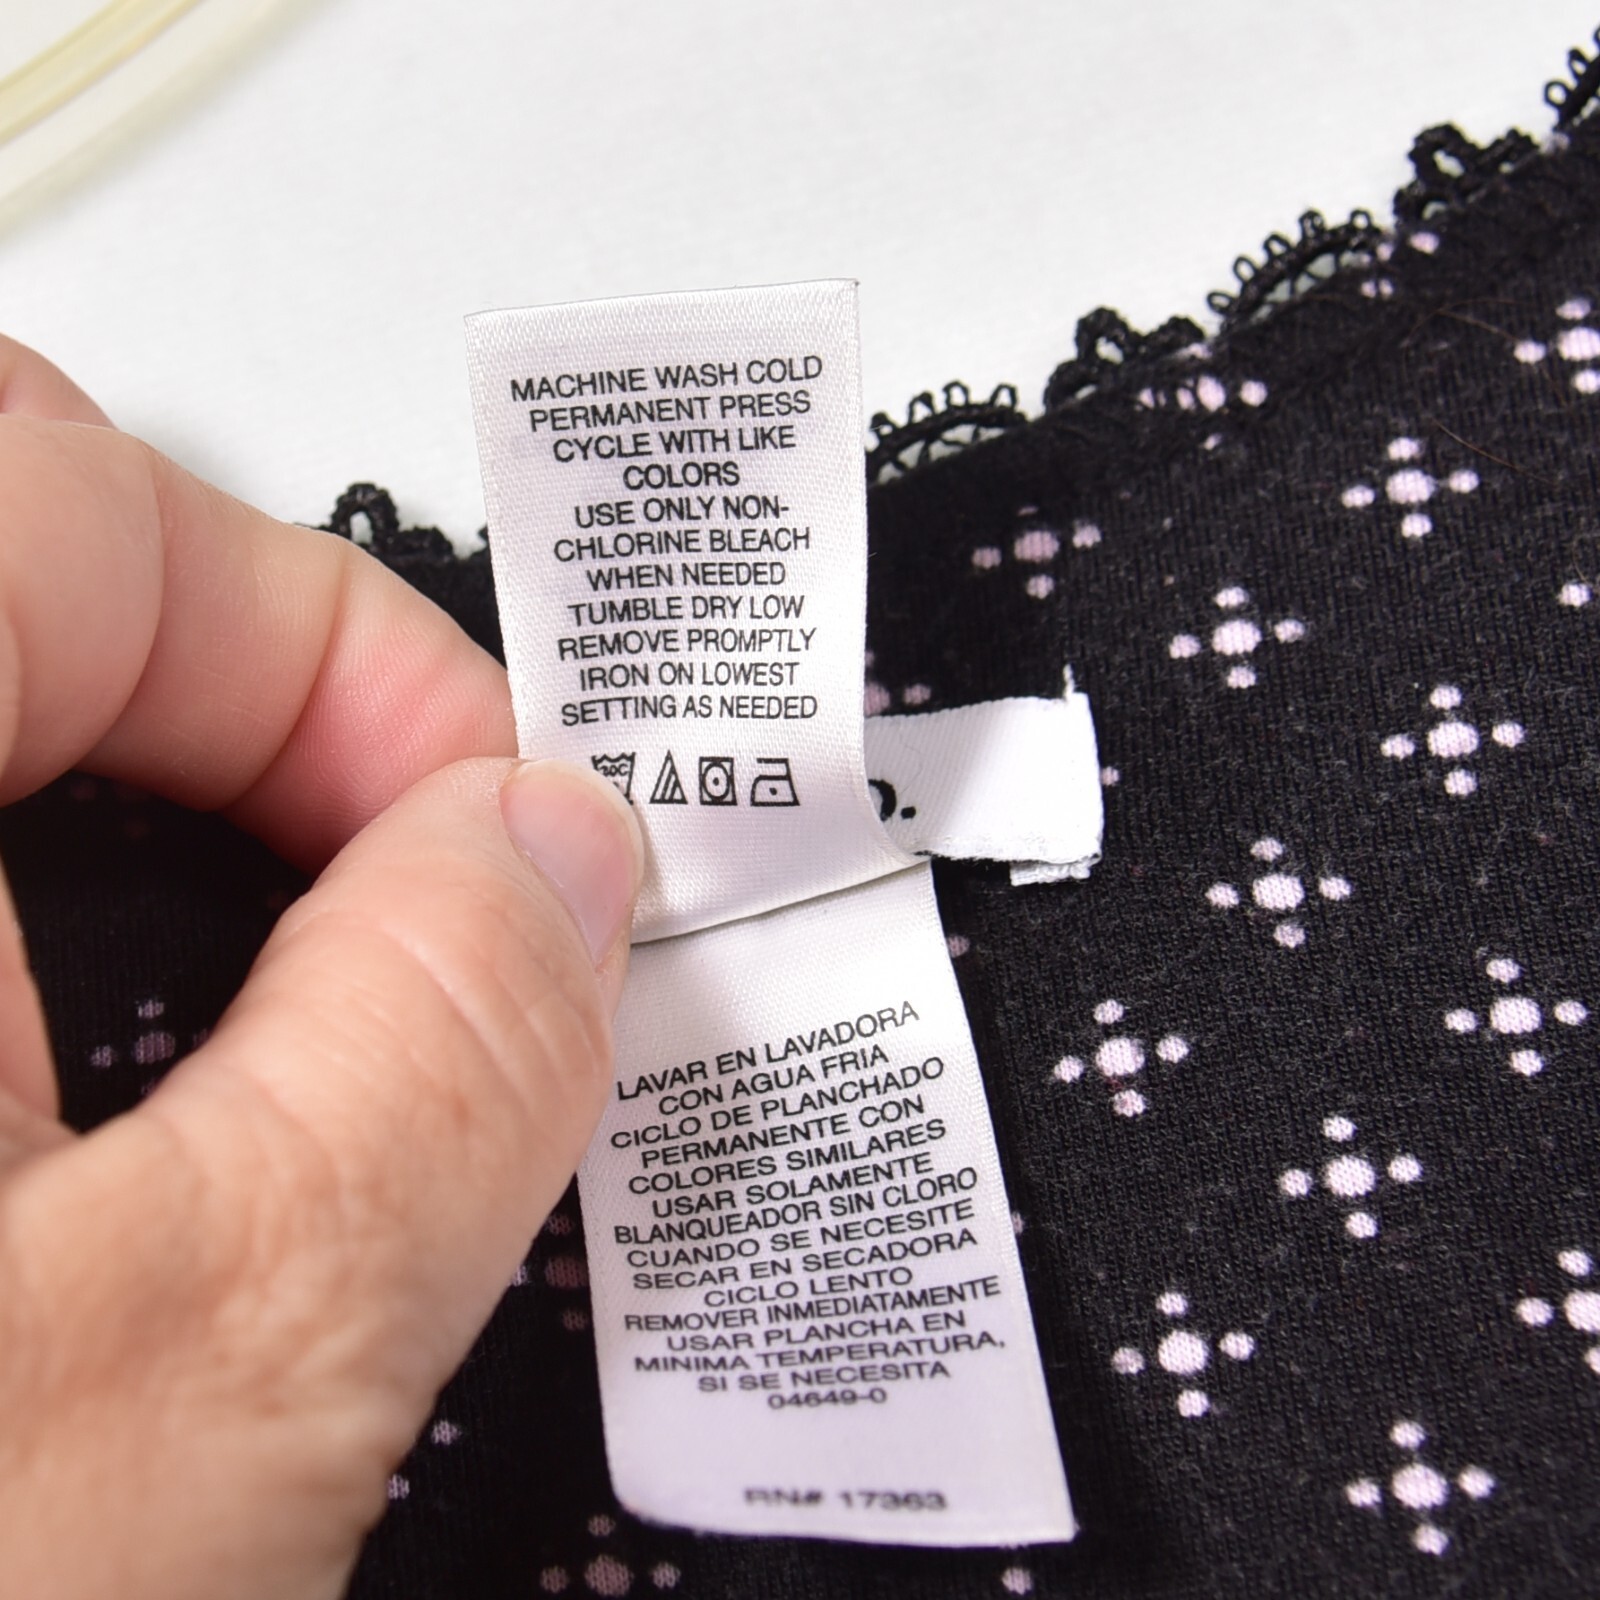 MACHINE WASH COLD
PERMANENT PRESS
CYCLE WITH LIKE
COLORS
USE ONLY NON-
CHLORINE BLEACH
WHEN NEEDED
TUMBLE DRY LOW
REMOVE PROMPTLY
IRON ON LOWEST
SETTING AS NEEDED
30C
LAVAR EN LAVADORA
CON AGUA FRIA
CICLO DE PLANCHADO
PERMANENTE CON
COLORES SIMILARES
USAR SOLAMENTE
BLANQUEADOR SIN CLORO
CUANDO SE NECESITE
SECAR EN SECADORA
CICLO LENTO
REMOVER INMEDIATAMENTE
USAR PLANCHA EN
MINIMA TEMPERATURA,
SI SE NECESITA
04649-0
RN# 17363